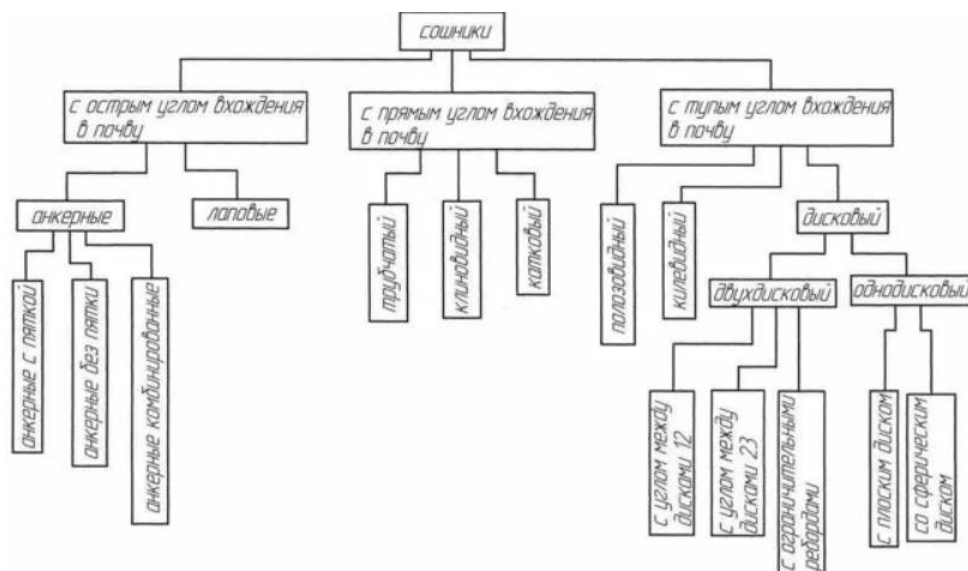 сошники
с острым углом вхождения
в почву
с прямым углом вхождения
в почву
с тупым углом вхождения
в почву
анкерные
лаповые
трубчатый
клиновидный
катковый
полозовидный
килевидный
дисковый
двухдисковый
однодисковый
анкерные с пяткой
анкерные без пятки
анкерные комбинированные
с углом между
дисками 12
с углом между
дисками 23
с ограничительными
ребордами
с плоским диском
со сферическим
диском